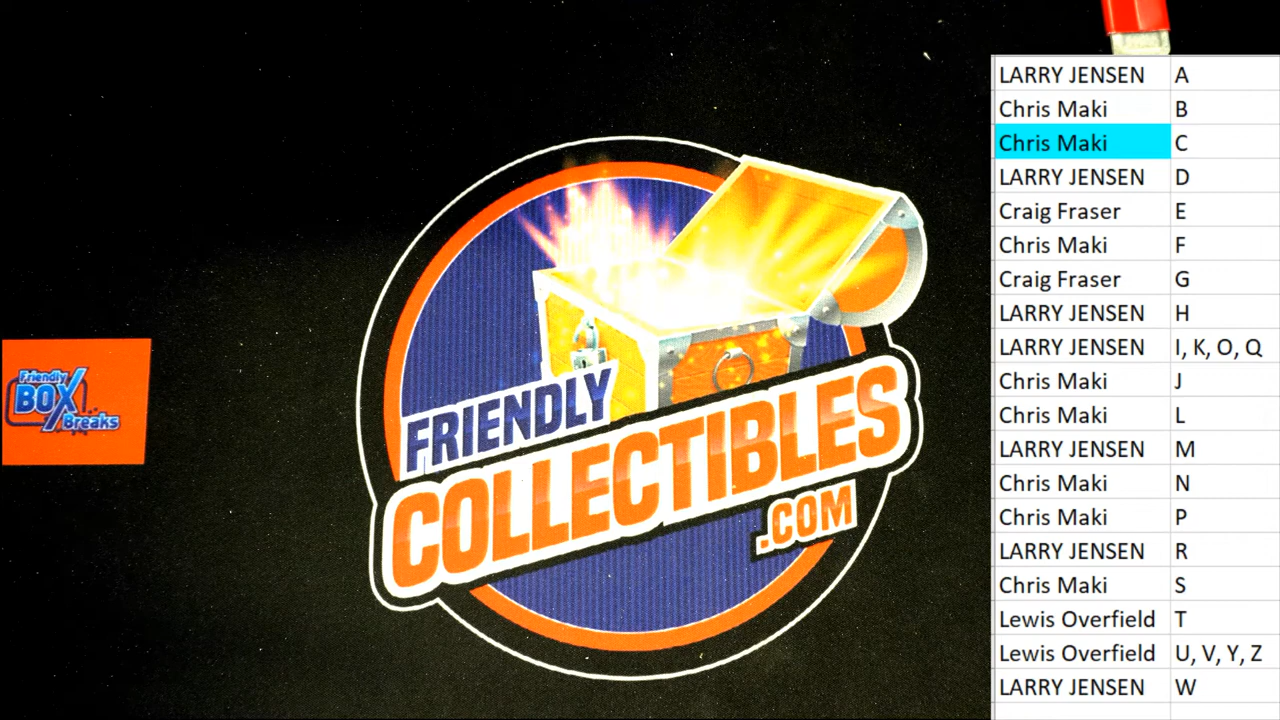 Friendly
BOX
Breaks
FRIENDLY
COLLECTIBLES
.COM
LARRY JENSEN A
Chris Maki B
Chris Maki C
LARRY JENSEN D
Craig Fraser E
Chris Maki F
Craig Fraser G
LARRY JENSEN H
LARRY JENSEN I, K, O, Q
Chris Maki J
Chris Maki L
LARRY JENSEN M
Chris Maki N
Chris Maki P
LARRY JENSEN R
Chris Maki S
Lewis Overfield T
Lewis Overfield U, V, Y, Z
LARRY JENSEN W